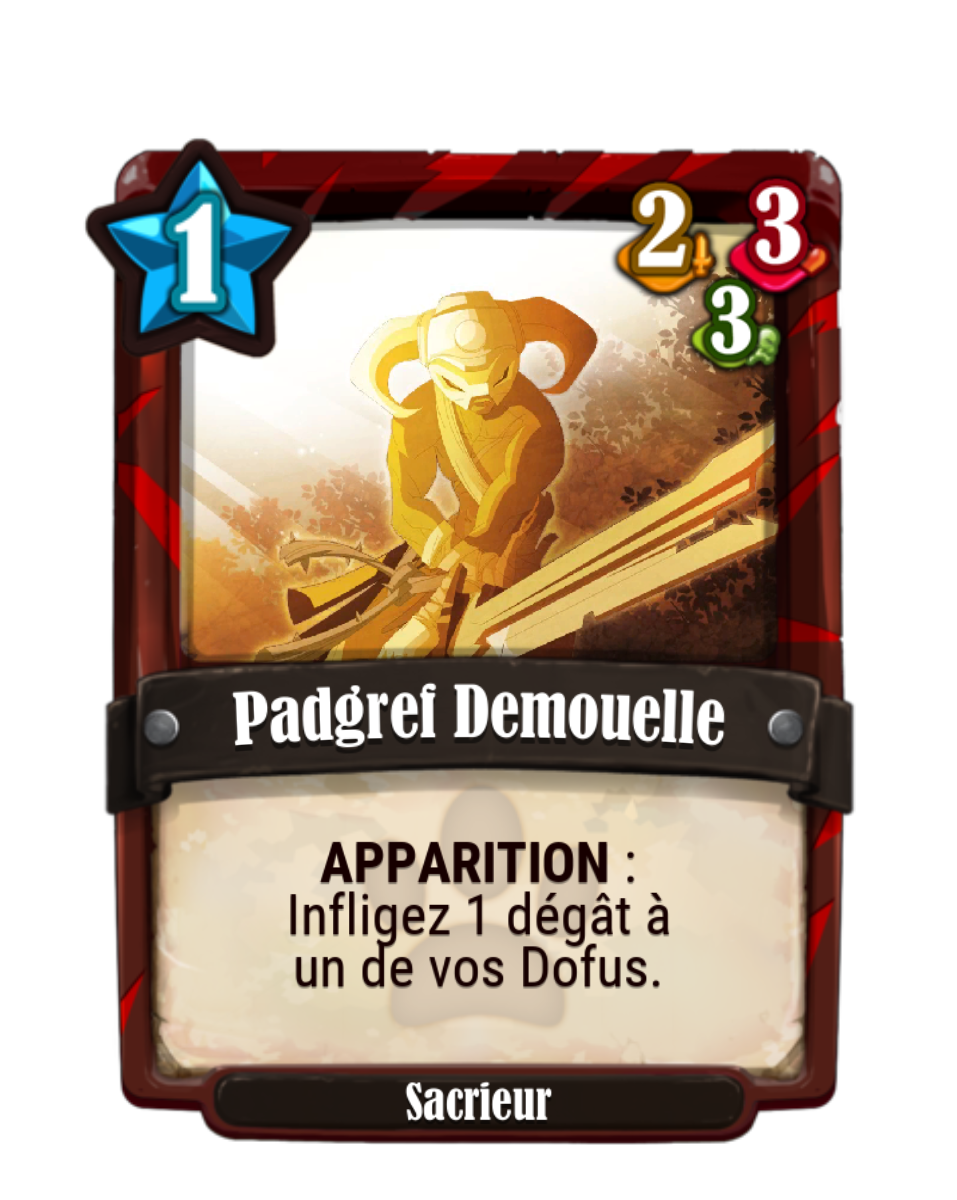 1
2
3
3
Padgref Demouelle
APPARITION :
Infligez 1 dégât à
un de vos Dofus.
Sacrieur